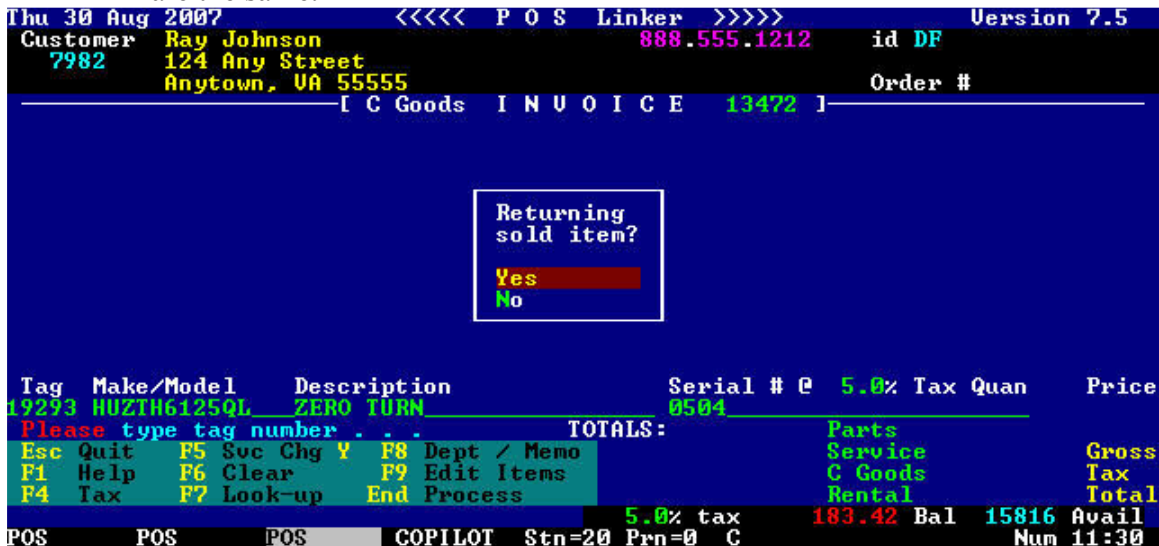 Thu 30 Aug 2007 <<<<< P O S Linker >>>>> Version 7.5
Customer Ray Johnson 888.555.1212 id DF
7982 124 Any Street
Anytown, VA 55555 Order #
[ C Goods I N V O I C E 13472 ]
Returning
sold item?
Yes
No
Tag Make/Model Description Serial # @ 5.0% Tax Quan Price
19293 HUZTH6125QL___ZERO TURN 0504
Please type tag number . . . TOTALS: Parts
Esc Quit F5 Svc Chg Y F8 Dept / Memo Service Gross
F1 Help F6 Clear F9 Edit Items C Goods Tax
F4 Tax F7 Look-up End Process Rental Total
5.0% tax 183.42 Bal 15816 Avail
POS POS POS COPILOT Stn=20 Prn=0 C Num 11:30